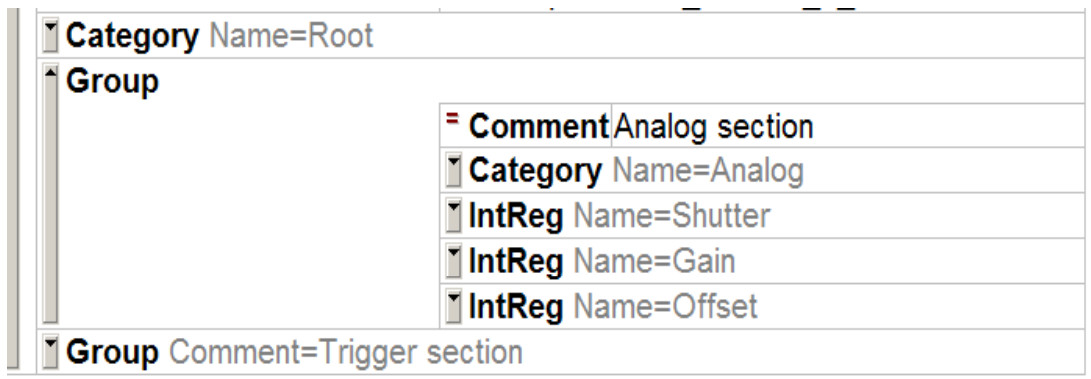 Category Name=Root
Group
= Comment Analog section
Category Name=Analog
IntReg Name=Shutter
IntReg Name=Gain
IntReg Name=Offset
Group Comment=Trigger section